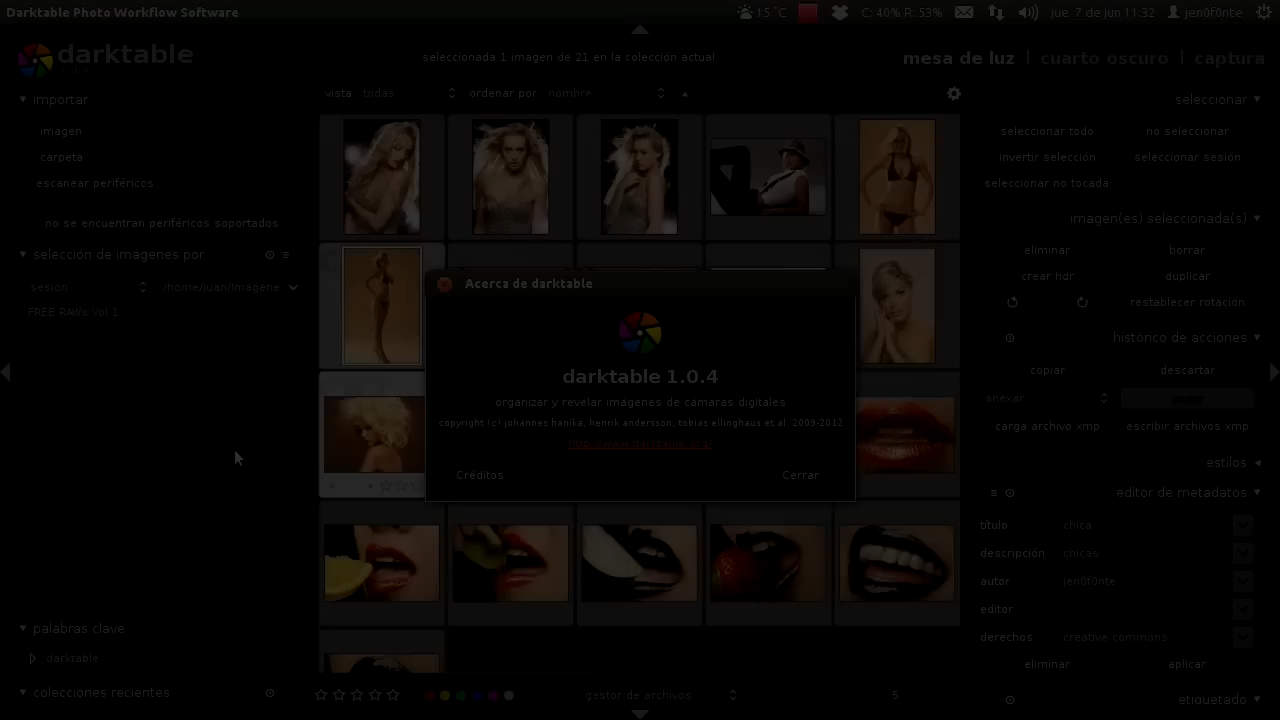 Darktable Photo Workflow Software
15 °C
C: 40% R: 53%
jue 7 de jun 11:32
jen0f0nte
darktable
seleccionada 1 imagen de 21 en la colección actual
mesa de luz | cuarto oscuro | captura
importar
imagen
carpeta
escanear periféricos
no se encuentran periféricos soportados
selección de imágenes por
sesión
/home/juan/Imágene
FREE RAWs Vol 1
palabras clave
darktable
colecciones recientes
vista todas
ordenar por nombre
Acerca de darktable
darktable 1.0.4
organizar y revelar imágenes de cámaras digitales
copyright (c) johannes hanika, henrik andersson, tobias ellinghaus et al. 2009-2012
http://www.darktable.org/
Créditos
Cerrar
gestor de archivos
5
seleccionar
seleccionar todo
no seleccionar
invertir selección
seleccionar sesión
seleccionar no tocada
imagen(es) seleccionada(s)
eliminar
borrar
crear hdr
duplicar
restablecer rotación
histórico de acciones
copiar
descartar
anexar
pegar
carga archivo xmp
escribir archivos xmp
estilos
editor de metadatos
título chica
descripción chicas
autor jen0f0nte
editor
derechos creative commons
eliminar
aplicar
etiquetado